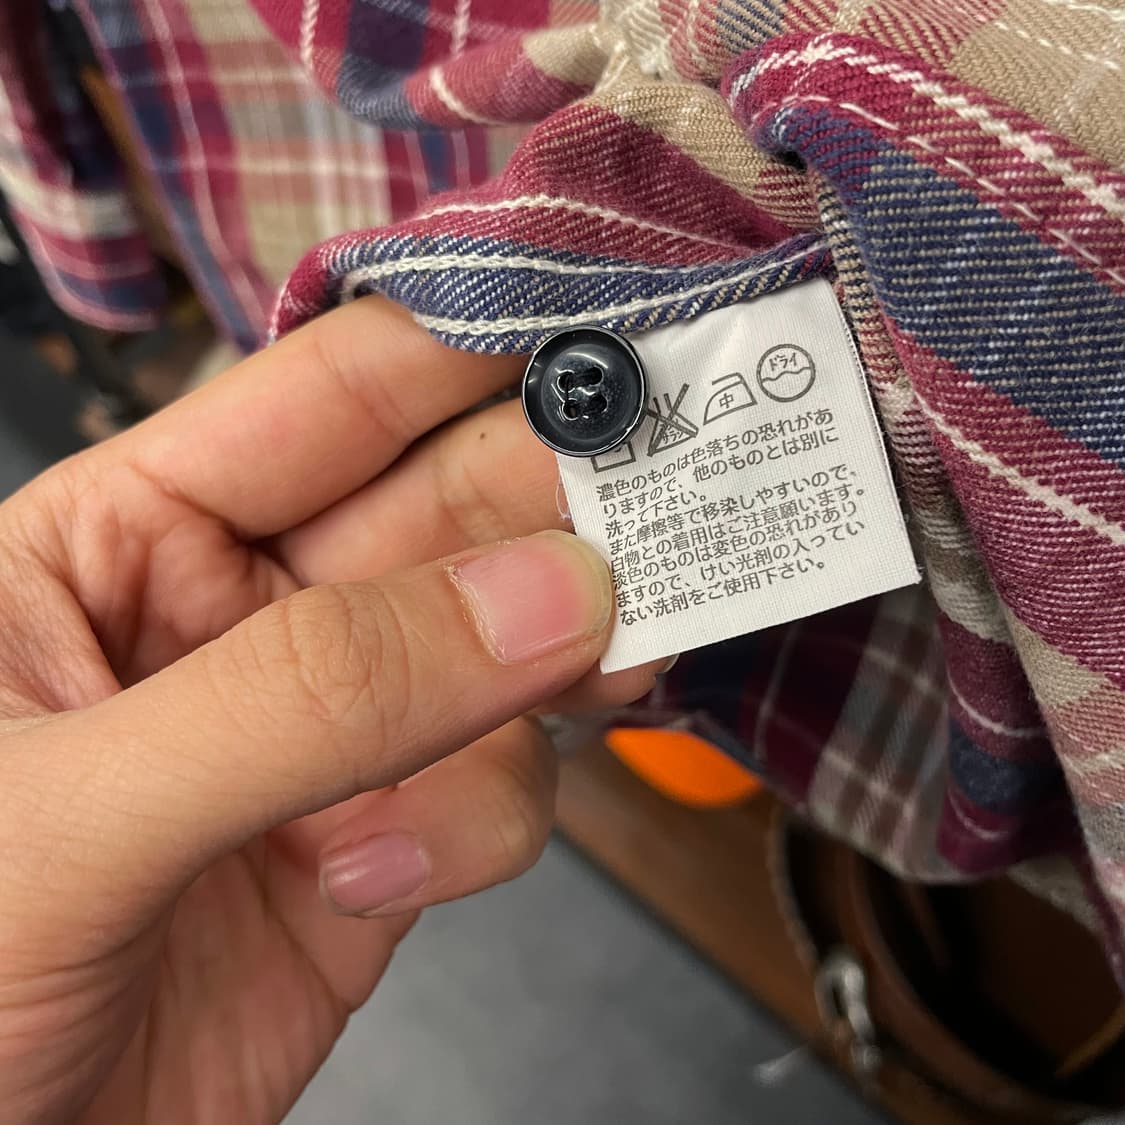 サラシ 中 ドライ
濃色のものは色落ちの恐れがあ
りますので、他のものとは別に
洗って下さい。
また摩擦等で移染しやすいので、
白物との着用はご注意願います。
淡色のものは変色の恐れがあり
ますので、けい光剤の入ってい
ない洗剤をご使用下さい。